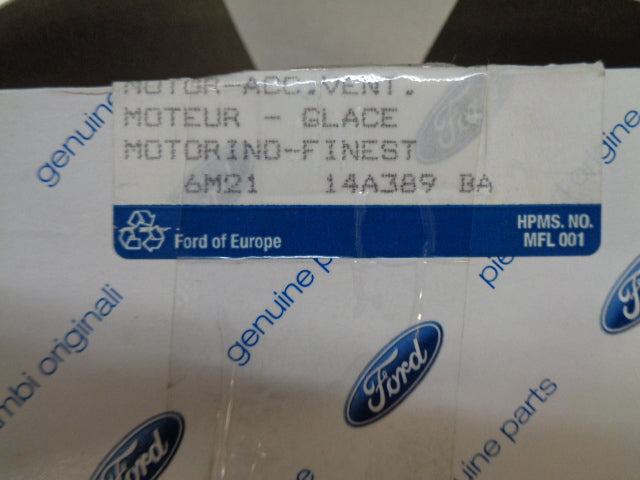 MOTOR-ACC.VENT.
MOTEUR - GLACE
MOTORINO-FINEST
6M21 14A389 BA
Ford of Europe
HPMS. NO.
MFL 001
Ford
genuine
genuine parts
originali
Ford
genuine parts
Ford